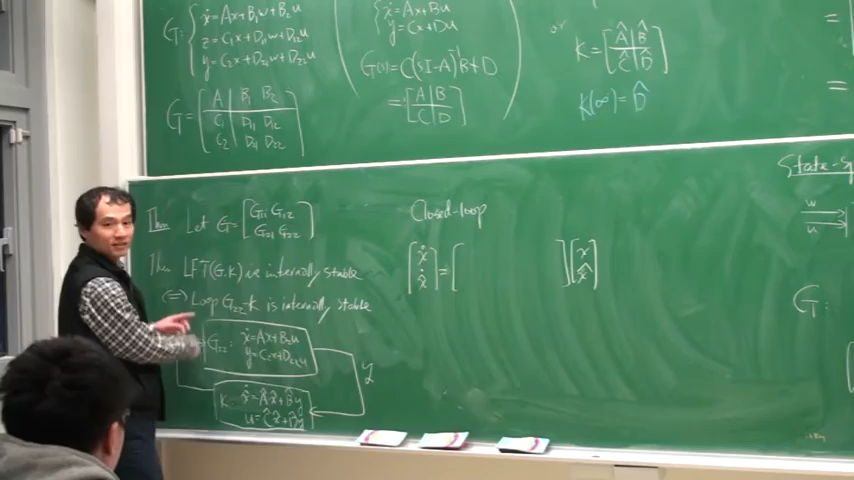 G: { ẋ = Ax + B₁w + B₂u
z = C₁x + D₁₁w + D₁₂u
y = C₂x + D₂₁w + D₂₂u
G = [ A | B₁ B₂
C₁ | D₁₁ D₁₂
C₂ | D₂₁ D₂₂ ]
{ ẋ = Ax + Bu
y = Cx + Du
G(s) = C(sI-A)⁻¹B + D
= [ A | B
C | D ]
or
K = [ Â | B̂
Ĉ | D̂ ]
K(∞) = D̂
Thm Let G = [ G₁₁ G₁₂
G₂₁ G₂₂ ]
Then LFT(G,K) is internally stable
⟺ Loop G₂₂-K is internally stable
G₂₂: ẋ = Ax + B₂u
y = C₂x + D₂₂u
y
K x̂̇ = Âx̂ + B̂y
u = Ĉx̂ + D̂y
Closed-loop
[ ẋ
x̂̇ ] = [ ] [ x
x̂ ]
w
u
G: